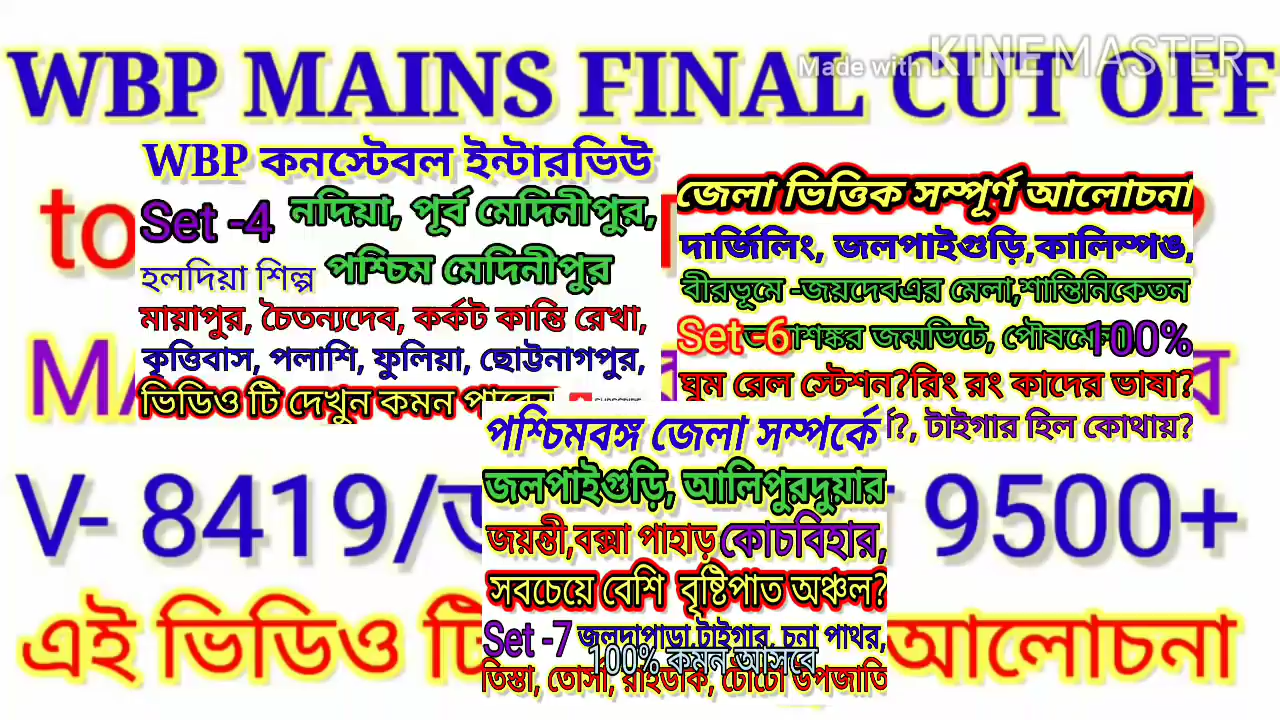 Made with KINEMASTER
WBP MAINS FINAL CUT OFF
to
WBP কনস্টেবল ইন্টারভিউ
Set -4 নদিয়া, পূর্ব মেদিনীপুর,
হলদিয়া শিল্প পশ্চিম মেদিনীপুর
মায়াপুর, চৈতন্যদেব, কর্কট কান্তি রেখা,
কৃত্তিবাস, পলাশি, ফুলিয়া, ছোট্টনাগপুর,
ভিডিও টি দেখুন কমন পাবেন
জেলা ভিত্তিক সম্পূর্ণ আলোচনা
দার্জিলিং, জলপাইগুড়ি,কালিম্পঙ,
বীরভূমে -জয়দেবএর মেলা,শান্তিনিকেতন
Set -6 শঙ্কর জন্মভিটে, 100%
ঘুম রেল স্টেশন?রিং রং কাদের ভাষা?
টাইগার হিল কোথায়?
পশ্চিমবঙ্গ জেলা সম্পর্কে
জলপাইগুড়ি, আলিপুরদুয়ার
জয়ন্তী,বক্সা পাহাড় কোচবিহার,
সবচেয়ে বেশি বৃষ্টিপাত অঞ্চল?
Set -7 জলদাপাড়া টাইগার, চুনা পাথর,
100% কমন আসবে
তিস্তা, তোর্সা, রাইডাক, টোটো উপজাতি
V- 8419/ 9500+
এই ভিডিও টি আলোচনা